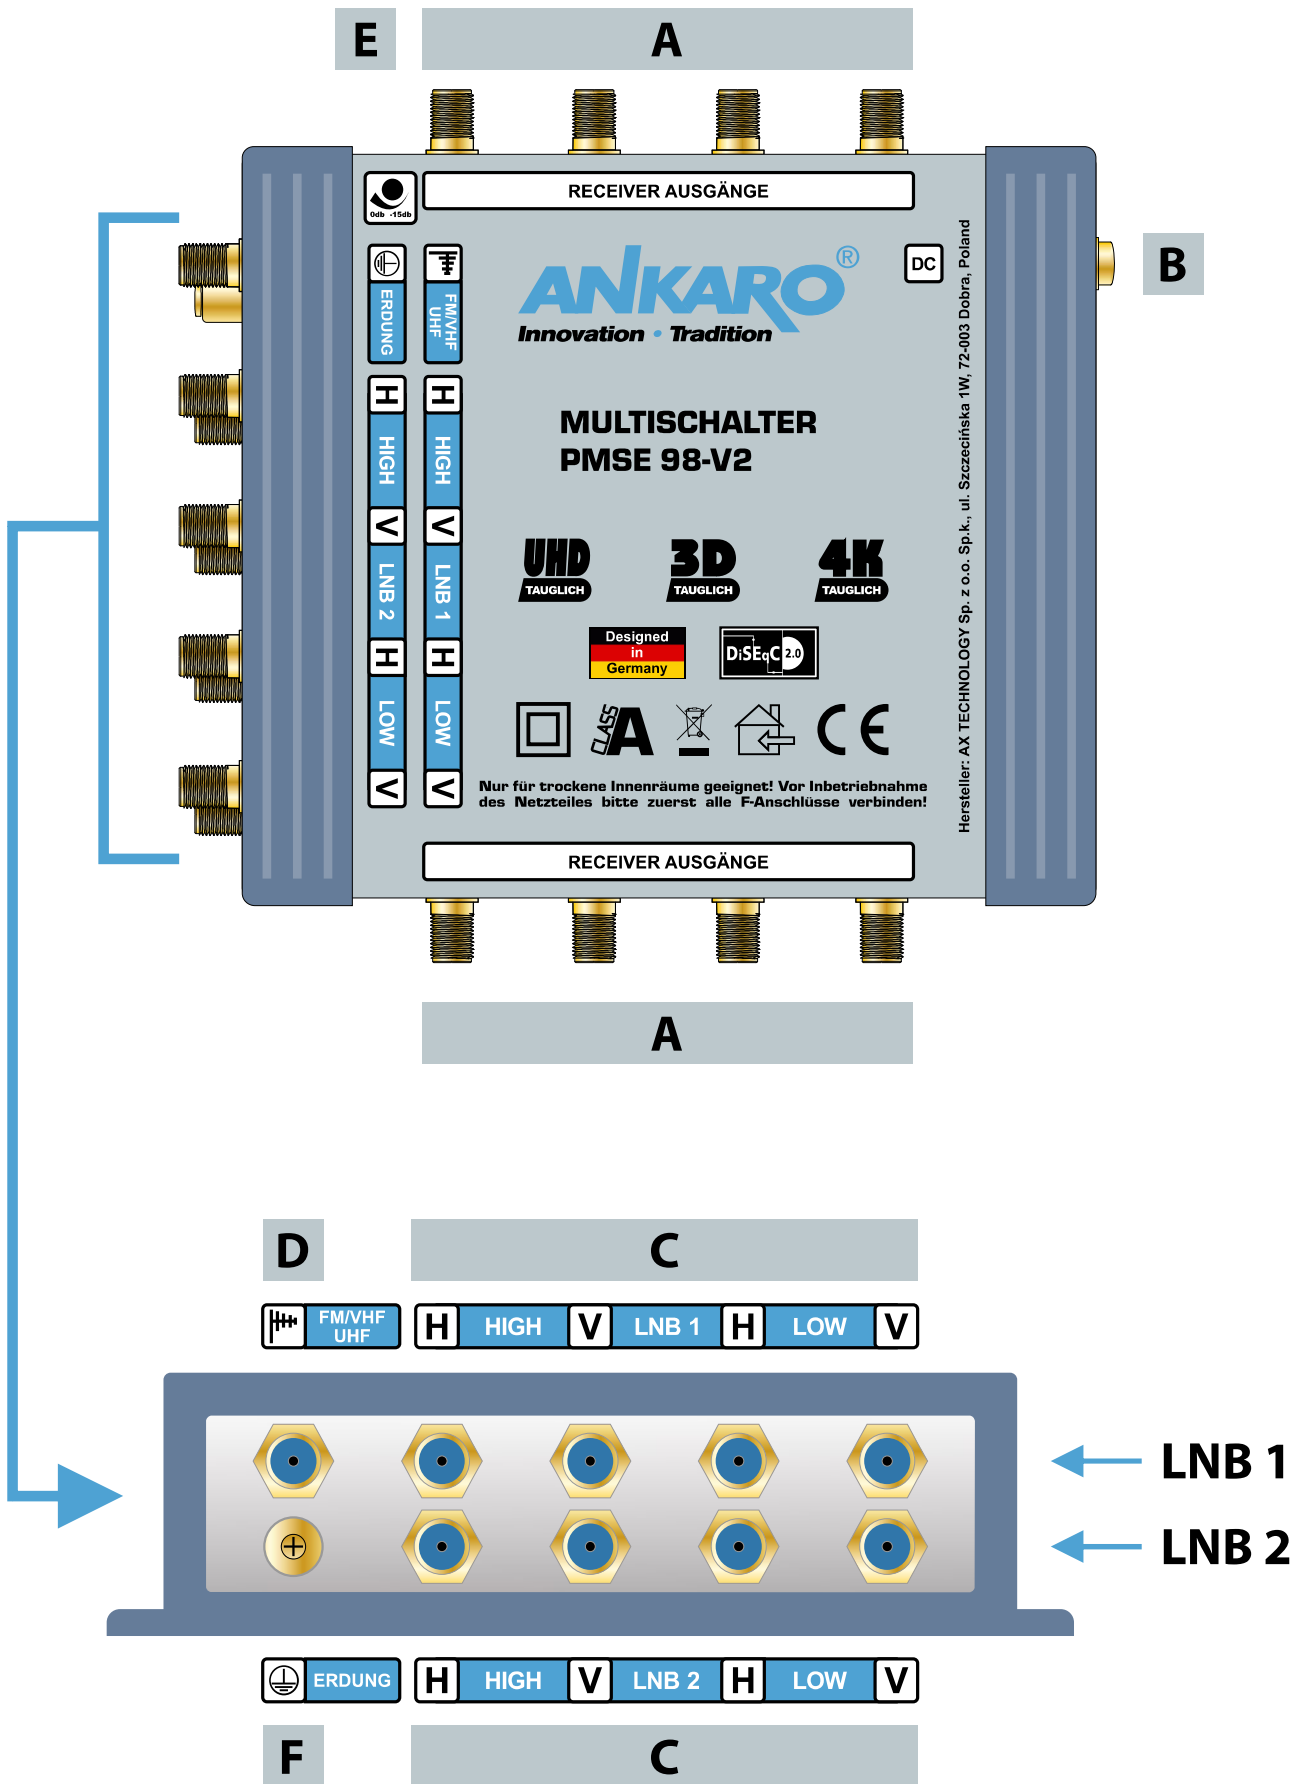 E
A
RECEIVER AUSGÄNGE
0db -15db
ANKARO®
Innovation • Tradition
DC
B
ERDUNG
H
HIGH
V
LNB 2
H
LOW
V
FM/VHF
UHF
H
HIGH
V
LNB 1
H
LOW
V
MULTISCHALTER
PMSE 98-V2
UHD
TAUGLICH
3D
TAUGLICH
4K
TAUGLICH
Designed
in
Germany
DiSEqC 2.0
CLASS A
CE
Nur für trockene Innenräume geeignet! Vor Inbetriebnahme
des Netzteiles bitte zuerst alle F-Anschlüsse verbinden!
Hersteller: AX TECHNOLOGY Sp. z o.o. Sp.k., ul. Szczecińska 1W, 72-003 Dobra, Poland
RECEIVER AUSGÄNGE
A
D
C
FM/VHF
UHF
H HIGH V LNB 1 H LOW V
LNB 1
LNB 2
ERDUNG
H HIGH V LNB 2 H LOW V
F
C